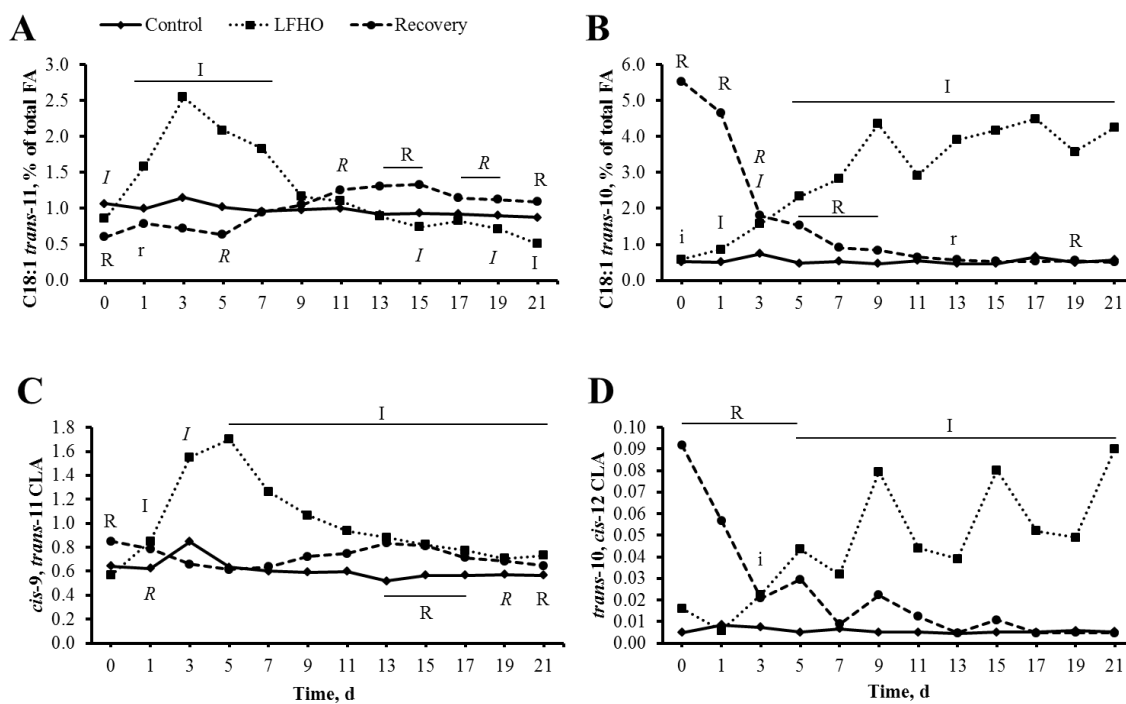 Control LFHO Recovery
A
C18:1 trans-11, % of total FA
3.0
2.5
2.0
1.5
1.0
0.5
0.0
I
I
R
r
R
R
R
R
R
I
I
I
0 1 3 5 7 9 11 13 15 17 19 21
B
C18:1 trans-10, % of total FA
6.0
5.0
4.0
3.0
2.0
1.0
0.0
R
R
I
R
I
i
I
R
r
R
0 1 3 5 7 9 11 13 15 17 19 21
C
cis-9, trans-11 CLA
1.8
1.6
1.4
1.2
1.0
0.8
0.6
0.4
0.2
0.0
I
I
I
R
R
R
R
R
0 1 3 5 7 9 11 13 15 17 19 21
Time, d
D
trans-10, cis-12 CLA
0.10
0.09
0.08
0.07
0.06
0.05
0.04
0.03
0.02
0.01
0.00
R
I
i
0 1 3 5 7 9 11 13 15 17 19 21
Time, d